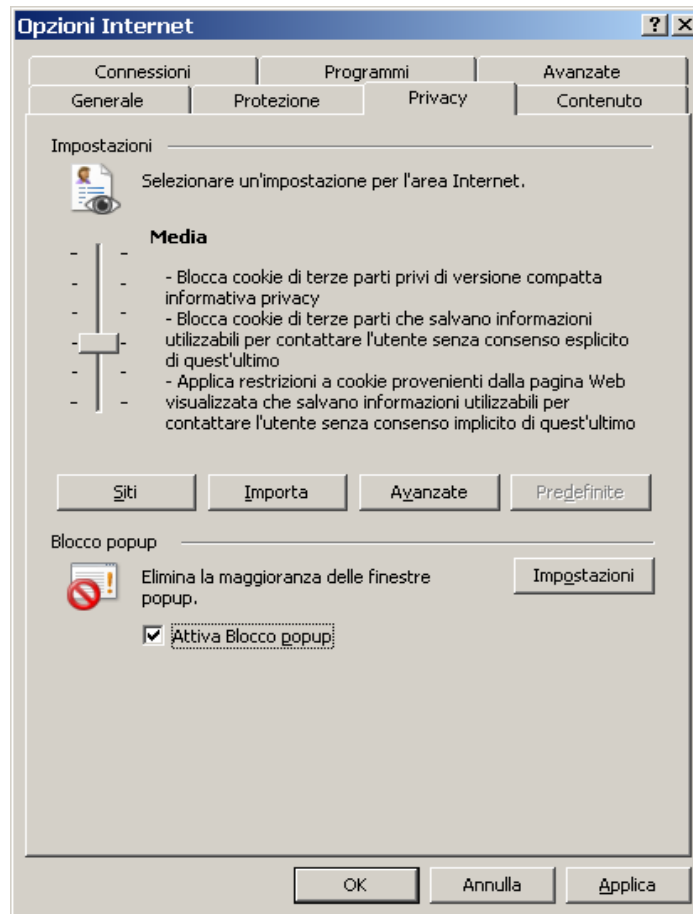 Opzioni Internet
Connessioni Programmi Avanzate
Generale Protezione Privacy Contenuto
Impostazioni
Selezionare un'impostazione per l'area Internet.
Media
- Blocca cookie di terze parti privi di versione compatta
informativa privacy
- Blocca cookie di terze parti che salvano informazioni
utilizzabili per contattare l'utente senza consenso esplicito
di quest'ultimo
- Applica restrizioni a cookie provenienti dalla pagina Web
visualizzata che salvano informazioni utilizzabili per
contattare l'utente senza consenso implicito di quest'ultimo
Siti Importa Avanzate Predefinite
Blocco popup
Elimina la maggioranza delle finestre
popup.
Impostazioni
Attiva Blocco popup
OK Annulla Applica